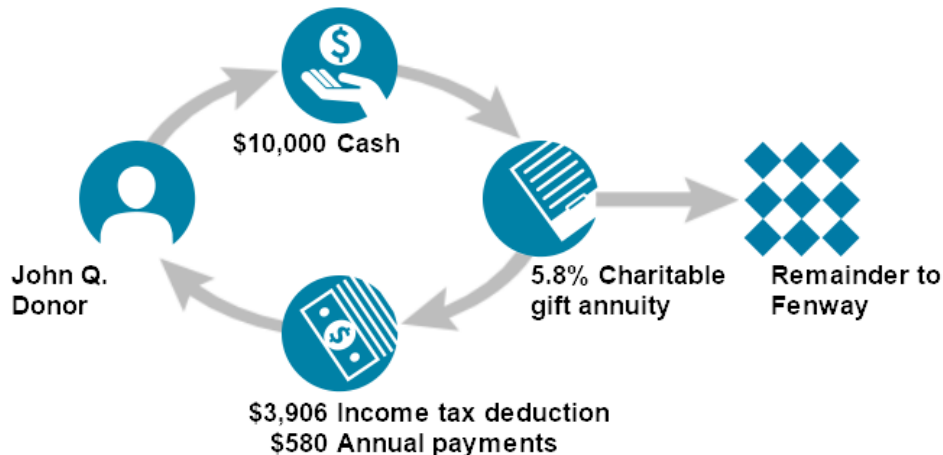 $
$10,000 Cash
John Q.
Donor
5.8% Charitable
gift annuity
Remainder to
Fenway
$
$3,906 Income tax deduction
$580 Annual payments